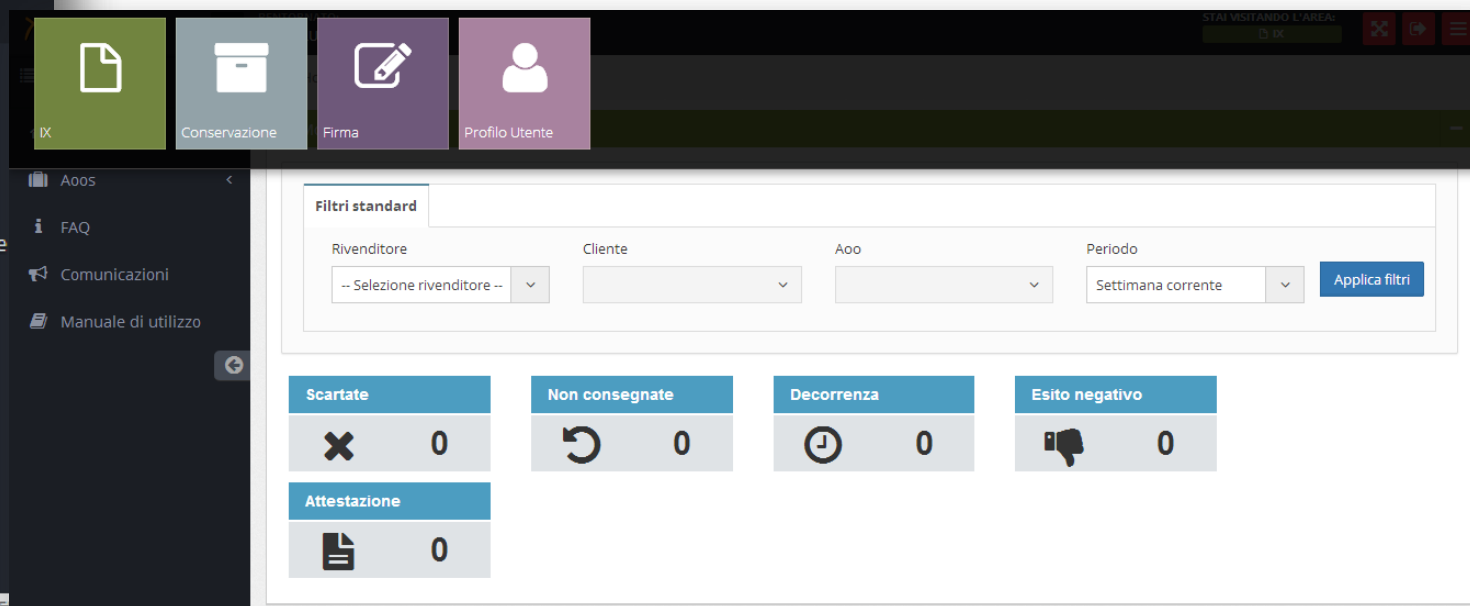 STAI VISITANDO L'AREA:
IX
IX
Conservazione
Firma
Profilo Utente
Aoos
FAQ
Comunicazioni
Manuale di utilizzo
Filtri standard
Rivenditore Cliente Aoo Periodo
-- Selezione rivenditore -- Settimana corrente Applica filtri
Scartate Non consegnate Decorrenza Esito negativo
0 0 0 0
Attestazione
0